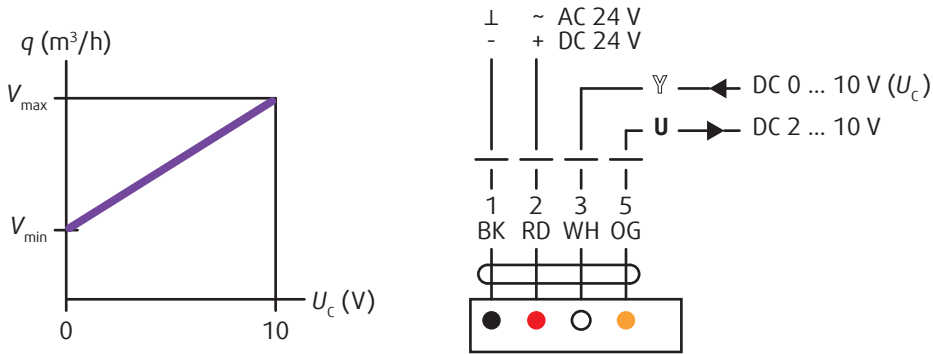 q (m³/h)
Vmax
Vmin
0
10
Uc (V)
⊥ ~ AC 24 V
- + DC 24 V
Y DC 0 ... 10 V (Uc)
U DC 2 ... 10 V
1 2 3 5
BK RD WH OG